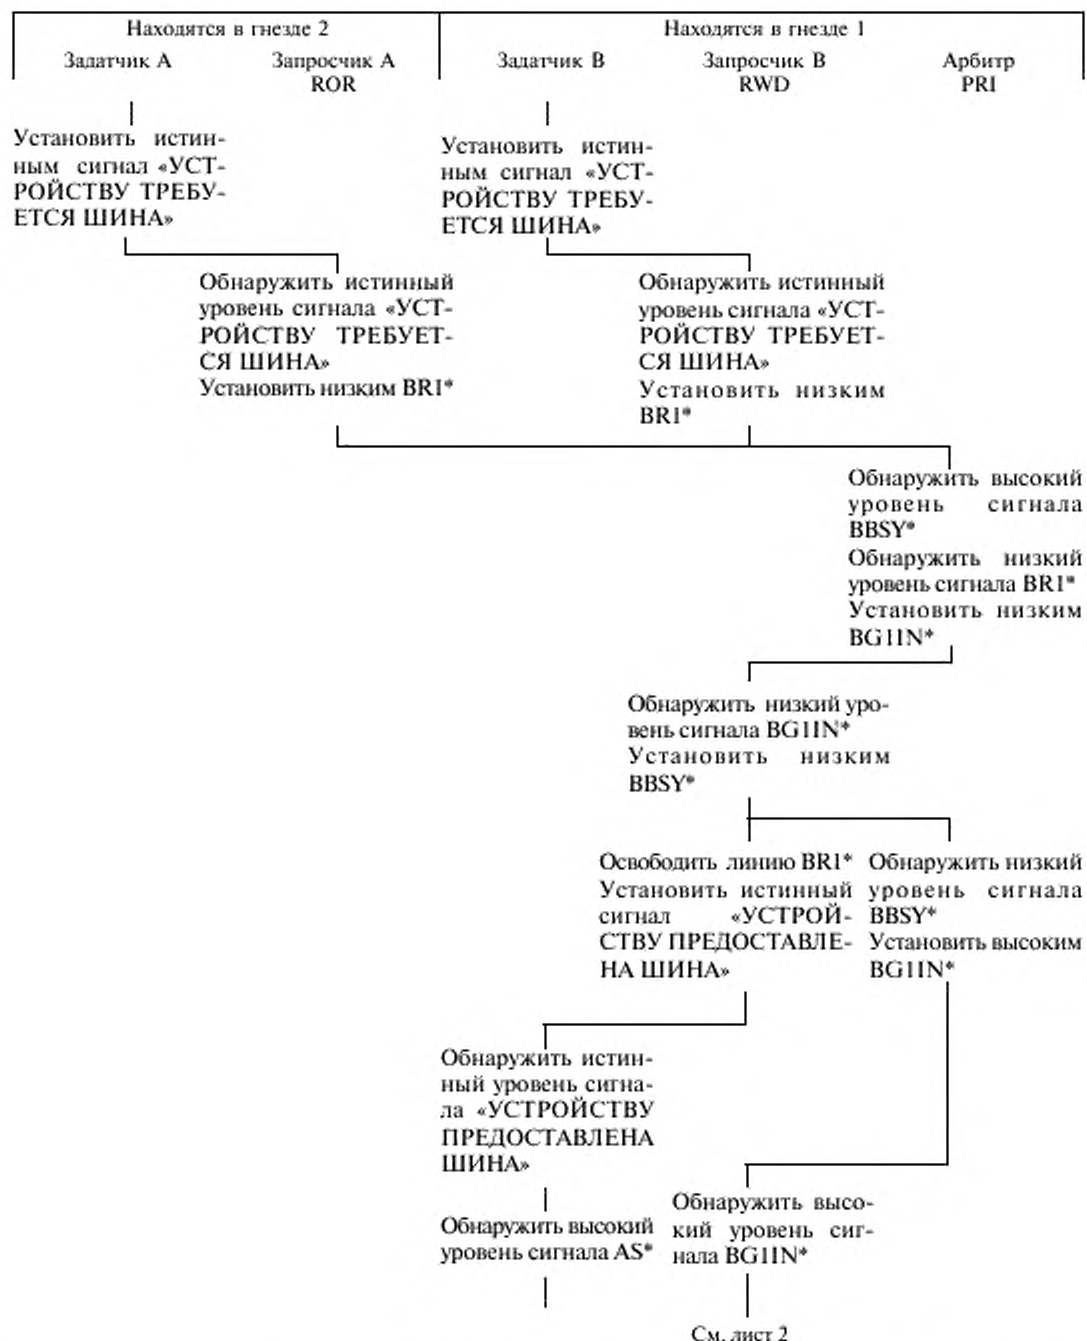 Находятся в гнезде 2
Находятся в гнезде 1
Задатчик А
Запросчик А
ROR
Задатчик В
Запросчик В
RWD
Арбитр
PRI
Установить истин-
ным сигнал «УСТ-
РОЙСТВУ ТРЕБУ-
ЕТСЯ ШИНА»
Установить истин-
ным сигнал «УСТ-
РОЙСТВУ ТРЕБУ-
ЕТСЯ ШИНА»
Обнаружить истинный
уровень сигнала «УСТ-
РОЙСТВУ ТРЕБУЕТ-
СЯ ШИНА»
Установить низким BR1*
Обнаружить истинный
уровень сигнала «УСТ-
РОЙСТВУ ТРЕБУЕТ-
СЯ ШИНА»
Установить низким
BR1*
Обнаружить высокий
уровень сигнала
BBSY*
Обнаружить низкий
уровень сигнала BR1*
Установить низким
BG1IN*
Обнаружить низкий уро-
вень сигнала BG1IN*
Установить низким
BBSY*
Освободить линию BR1*
Установить истинный
сигнал «УСТРОЙ-
СТВУ ПРЕДОСТАВЛЕ-
НА ШИНА»
Обнаружить низкий
уровень сигнала
BBSY*
Установить высоким
BG1IN*
Обнаружить истин-
ный уровень сигна-
ла «УСТРОЙСТВУ
ПРЕДОСТАВЛЕНА
ШИНА»
Обнаружить высокий
уровень сигнала AS*
Обнаружить высо-
кий уровень сиг-
нала BG1IN*
См. лист 2